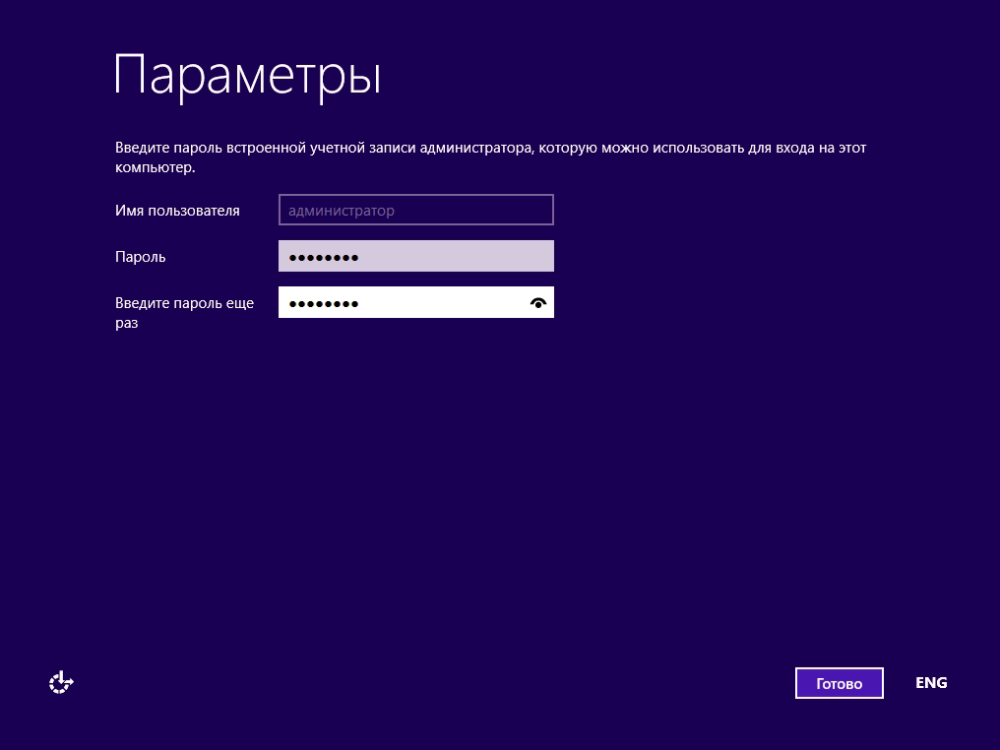 Параметры
Введите пароль встроенной учетной записи администратора, которую можно использовать для входа на этот
компьютер.
Имя пользователя
администратор
Пароль
●●●●●●●●
Введите пароль еще
раз
●●●●●●●●
Готово
ENG